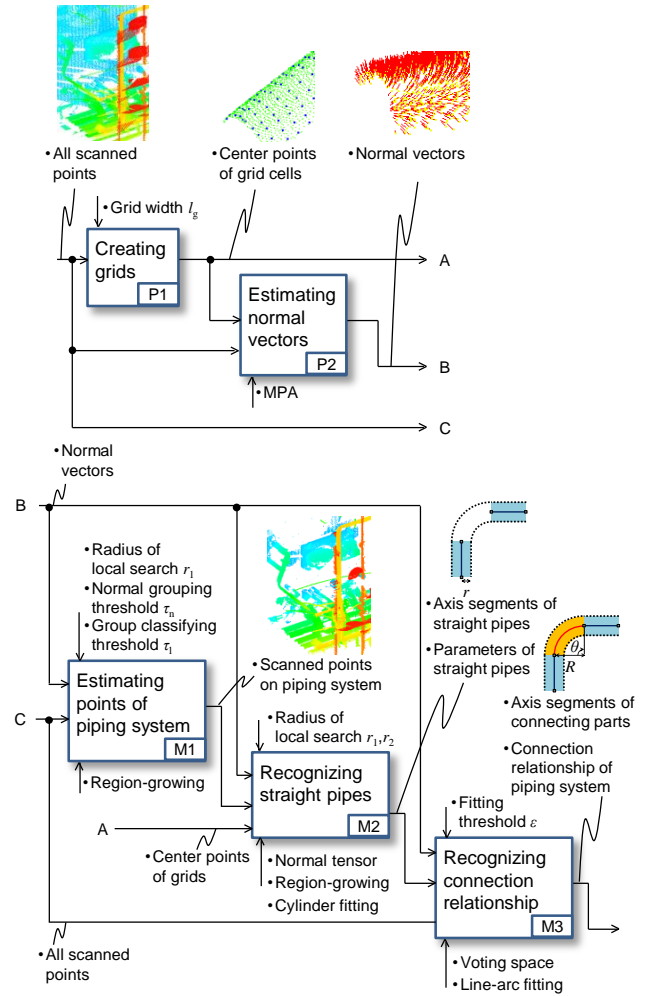 • All scanned
points
• Center points
of grid cells
• Normal vectors
• Grid width lg
Creating
grids
P1
A
Estimating
normal
vectors
P2
B
• MPA
C
• Normal
vectors
B
• Radius of
local search r1
• Normal grouping
threshold τn
• Group classifying
threshold τl
r
• Axis segments of
straight pipes
• Parameters of
straight pipes
θ
R
• Scanned points
on piping system
Estimating
points of
piping system
M1
C
• Region-growing
• Axis segments of
connecting parts
• Connection
relationship of
piping system
• Radius of
local search r1,r2
Recognizing
straight pipes
M2
A
• Center points
of grids
• Normal tensor
• Region-growing
• Cylinder fitting
• Fitting
threshold ε
Recognizing
connection
relationship
M3
• All scanned
points
• Voting space
• Line-arc fitting